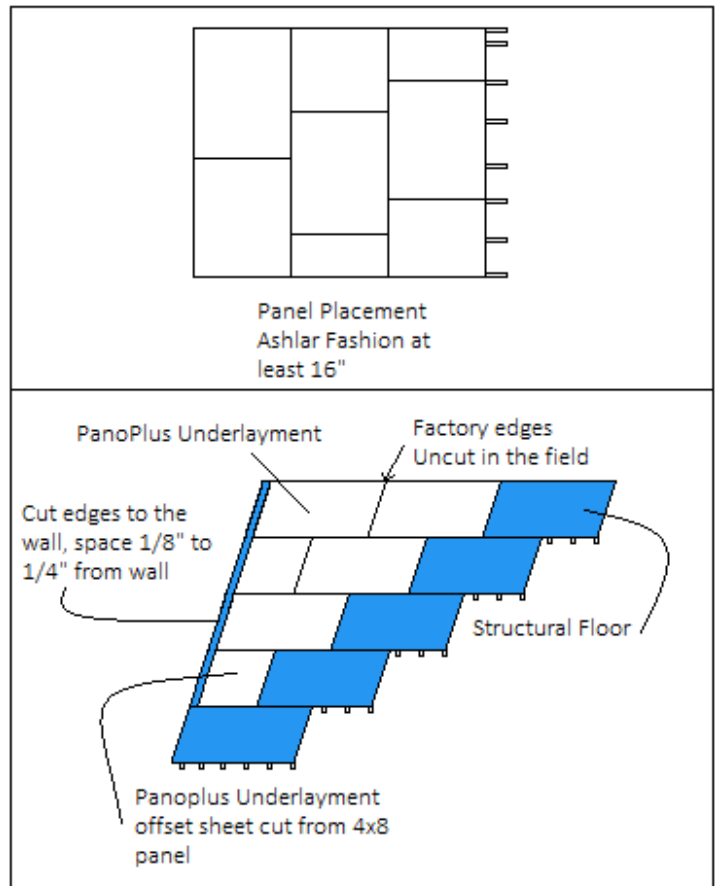 Panel Placement
Ashlar Fashion at
least 16"
PanoPlus Underlayment
Factory edges
Uncut in the field
Cut edges to the
wall, space 1/8" to
1/4" from wall
Structural Floor
Panoplus Underlayment
offset sheet cut from 4x8
panel